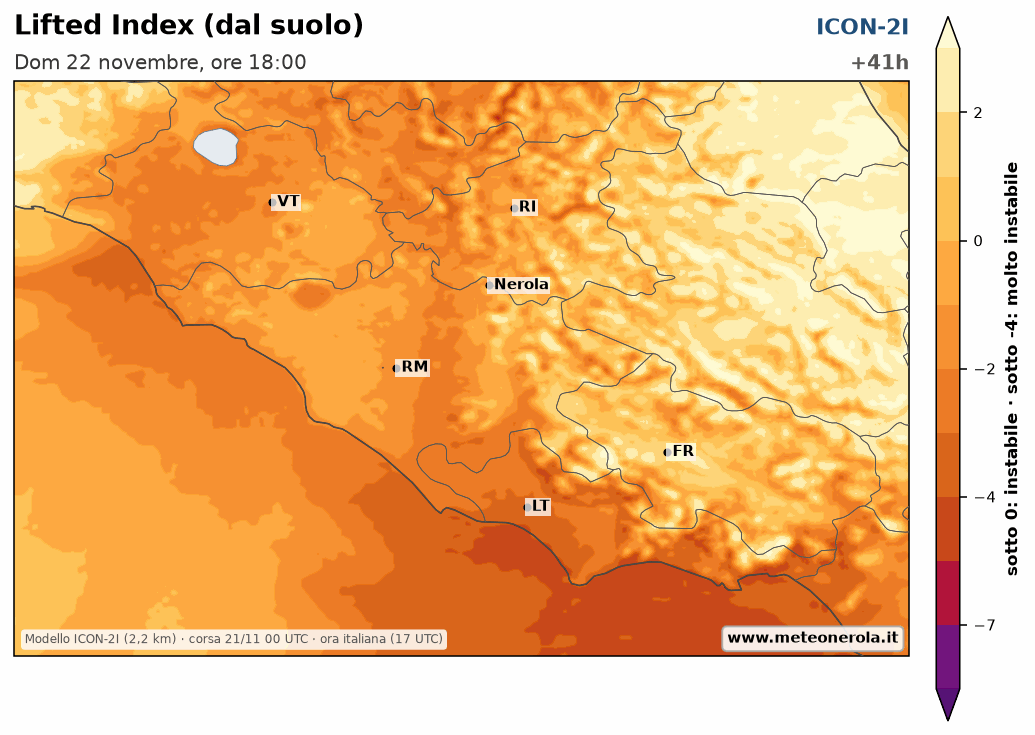 Lifted Index (dal suolo)
ICON-2I
Dom 22 novembre, ore 18:00
+41h
VT
RI
Nerola
RM
FR
LT
2
0
−2
−4
−7
sotto 0: instabile · sotto -4: molto instabile
Modello ICON-2I (2,2 km) · corsa 21/11 00 UTC · ora italiana (17 UTC)
www.meteonerola.it